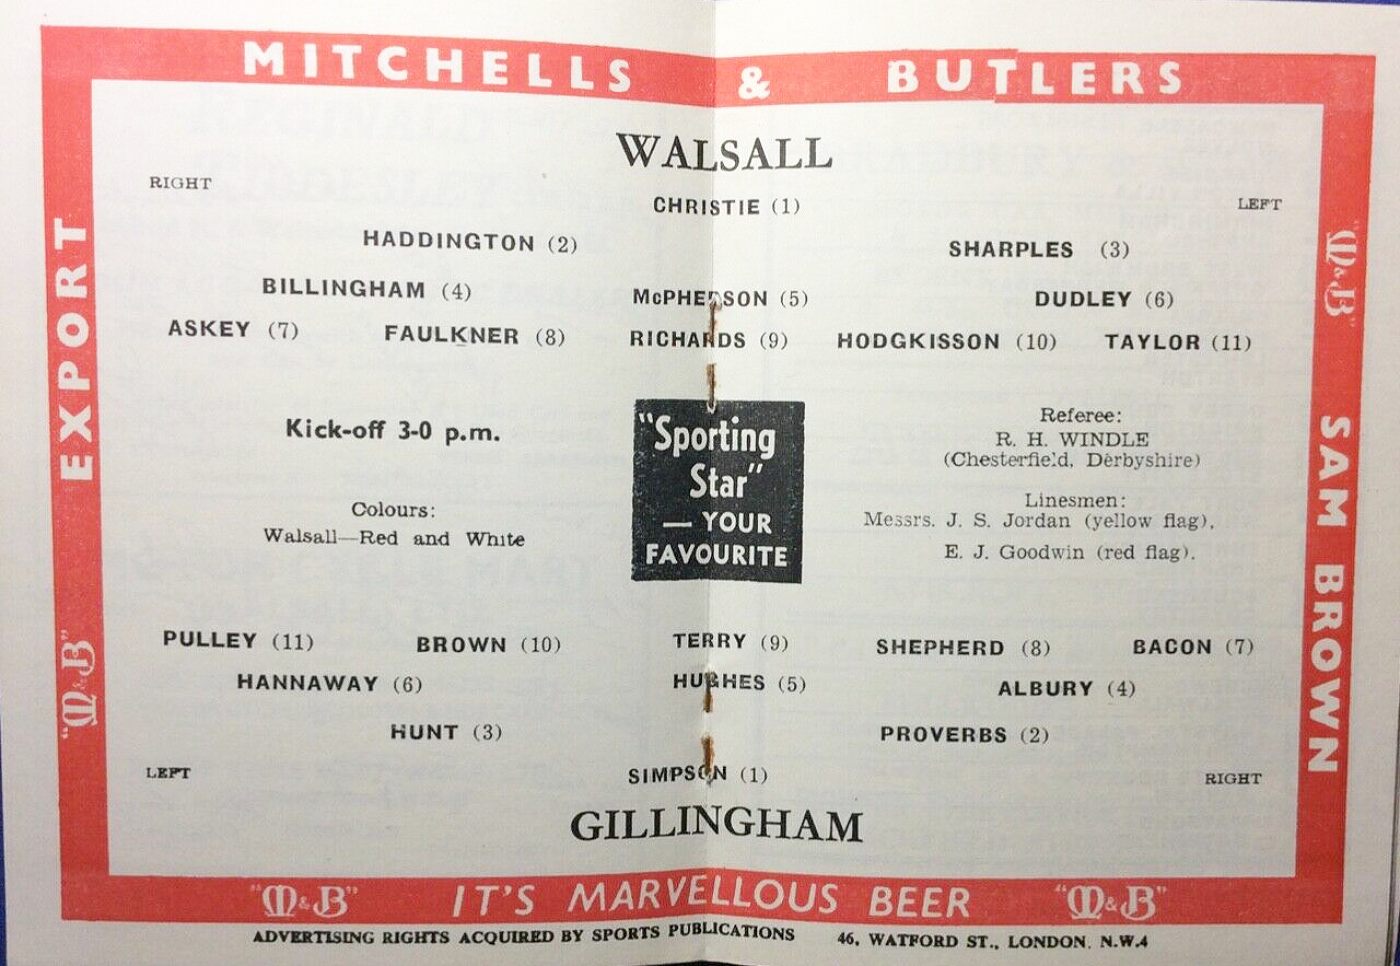 MITCHELLS & BUTLERS
EXPORT
"M&B"
"M&B"
SAM BROWN
WALSALL
RIGHT
LEFT
CHRISTIE (1)
HADDINGTON (2) SHARPLES (3)
BILLINGHAM (4) McPHERSON (5) DUDLEY (6)
ASKEY (7) FAULKNER (8) RICHARDS (9) HODGKISSON (10) TAYLOR (11)
Kick-off 3-0 p.m.
Colours:
Walsall—Red and White
"Sporting
Star"
— YOUR
FAVOURITE
Referee:
R. H. WINDLE
(Chesterfield, Derbyshire)
Linesmen:
Messrs. J. S. Jordan (yellow flag),
E. J. Goodwin (red flag).
PULLEY (11) BROWN (10) TERRY (9) SHEPHERD (8) BACON (7)
HANNAWAY (6) HUGHES (5) ALBURY (4)
HUNT (3) PROVERBS (2)
LEFT SIMPSON (1) RIGHT
GILLINGHAM
"M&B" IT'S MARVELLOUS BEER "M&B"
ADVERTISING RIGHTS ACQUIRED BY SPORTS PUBLICATIONS 46, WATFORD ST., LONDON, N.W.4